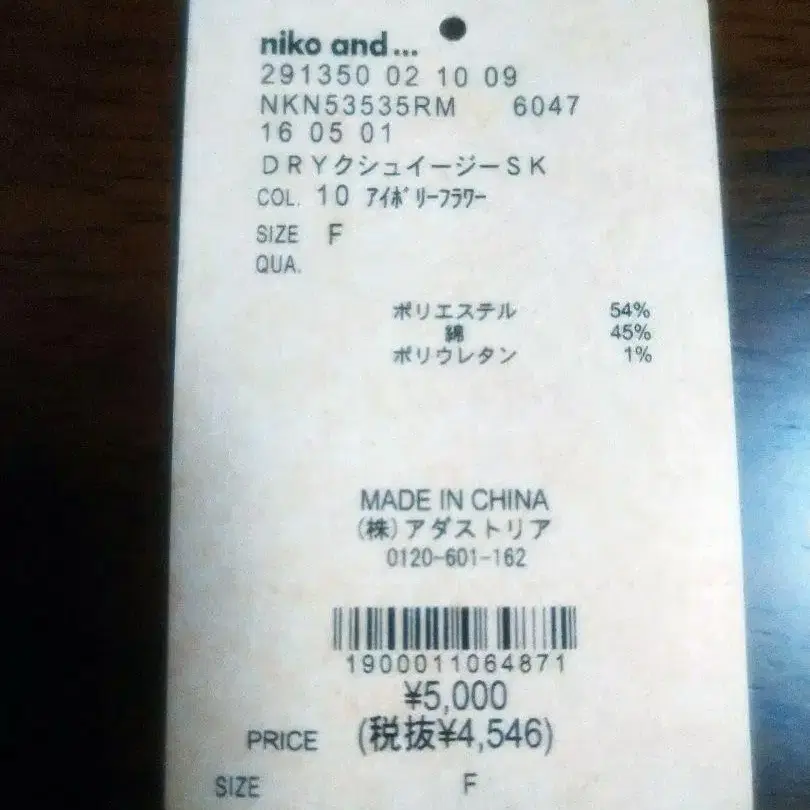 niko and...
291350 02 10 09
NKN53535RM 6047
16 05 01
DRYクシュイージーSK
COL. 10 ｱｲﾎﾞﾘｰﾌﾗﾜｰ
SIZE F
QUA.
ポリエステル 54%
綿 45%
ポリウレタン 1%
MADE IN CHINA
(株)アダストリア
0120-601-162
1900011064871
¥5,000
PRICE (税抜¥4,546)
SIZE F